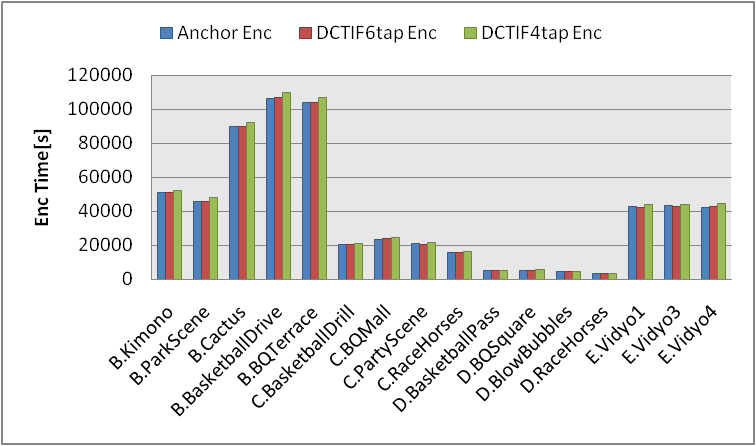 Anchor Enc DCTIF6tap Enc DCTIF4tap Enc
Enc Time[s]
120000
100000
80000
60000
40000
20000
0
B.Kimono
B.ParkScene
B.Cactus
B.BasketballDrive
B.BQTerrace
C.BasketballDrill
C.BQMall
C.PartyScene
C.RaceHorses
D.BasketballPass
D.BQSquare
D.BlowBubbles
D.RaceHorses
E.Vidyo1
E.Vidyo3
E.Vidyo4